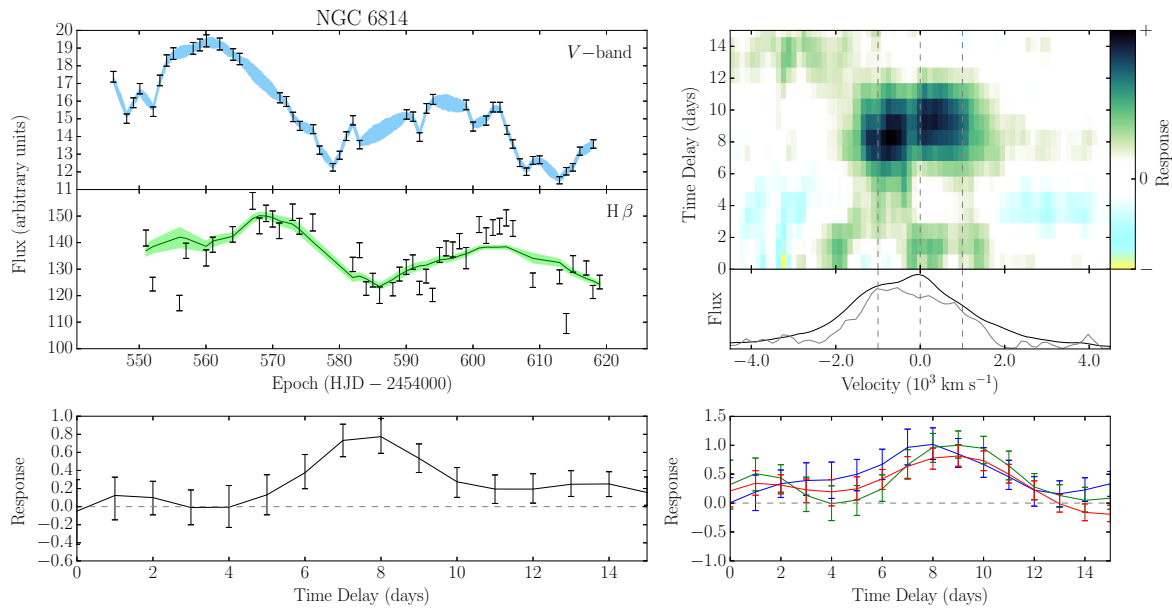 NGC 6814
V−band
Flux (arbitrary units)
20
19
18
17
16
15
14
13
12
11
Hβ
150
140
130
120
110
100
550 560 570 580 590 600 610 620
Epoch (HJD − 2454000)
Time Delay (days)
14
12
10
8
6
4
2
0
+
0
−
Response
Flux
−4.0 −2.0 0.0 2.0 4.0
Velocity (10³ km s⁻¹)
Response
1.0
0.8
0.6
0.4
0.2
0.0
−0.2
−0.4
−0.6
0 2 4 6 8 10 12 14
Time Delay (days)
Response
1.5
1.0
0.5
0.0
−0.5
−1.0
0 2 4 6 8 10 12 14
Time Delay (days)